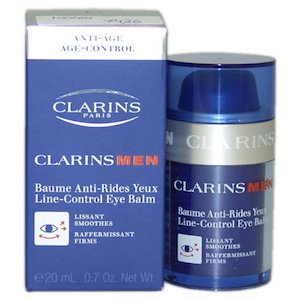 ANTI-ÂGE
AGE-CONTROL
CLARINS
PARIS
CLARINSMEN
Baume Anti-Rides Yeux
Line-Control Eye Balm
LISSANT
SMOOTHES
RAFFERMISSANT
FIRMS
e 20 mL 0.7 Oz. Net Wt.
CLARINSMEN
Baume Anti-Rides Yeux
Line-Control Eye Balm
LISSANT
SMOOTHES
RAFFERMISSANT
FIRMS